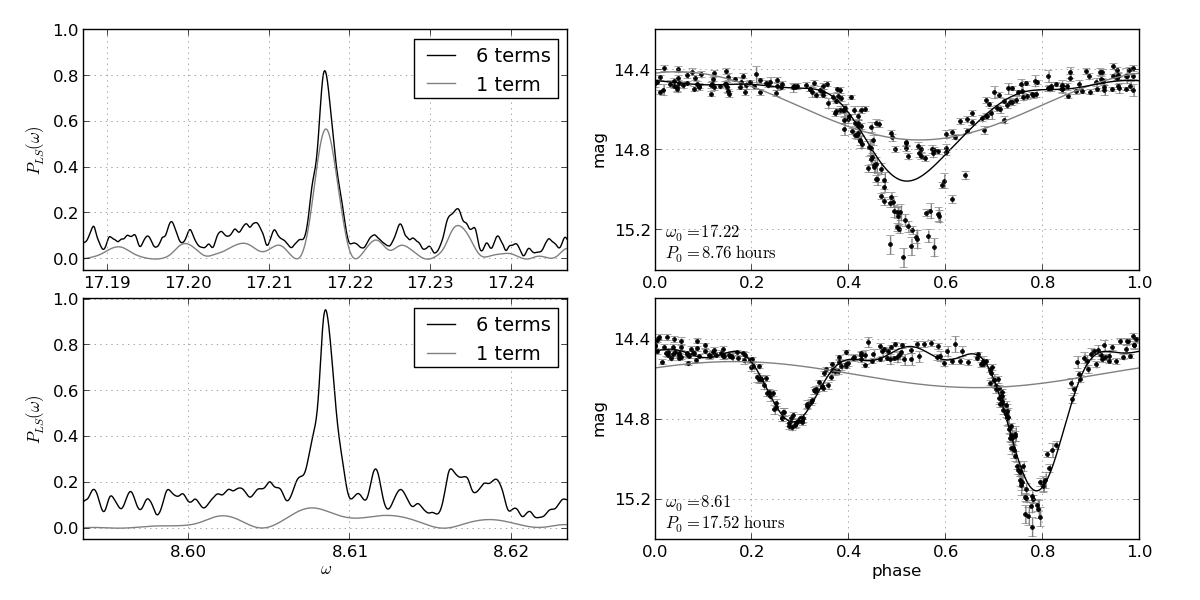 1.0
0.8
0.6
0.4
0.2
0.0
P_LS(ω)
6 terms
1 term
17.19 17.20 17.21 17.22 17.23 17.24
14.4
14.8
15.2
mag
ω_0 =17.22
P_0 =8.76 hours
0.0 0.2 0.4 0.6 0.8 1.0
1.0
0.8
0.6
0.4
0.2
0.0
P_LS(ω)
6 terms
1 term
8.60 8.61 8.62
ω
14.4
14.8
15.2
mag
ω_0 =8.61
P_0 =17.52 hours
0.0 0.2 0.4 0.6 0.8 1.0
phase